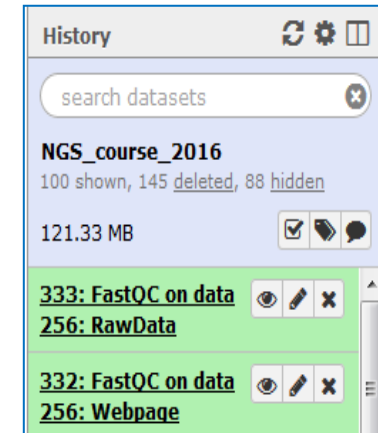 History
search datasets
NGS_course_2016
100 shown, 145 deleted, 88 hidden
121.33 MB
333: FastQC on data
256: RawData
332: FastQC on data
256: Webpage